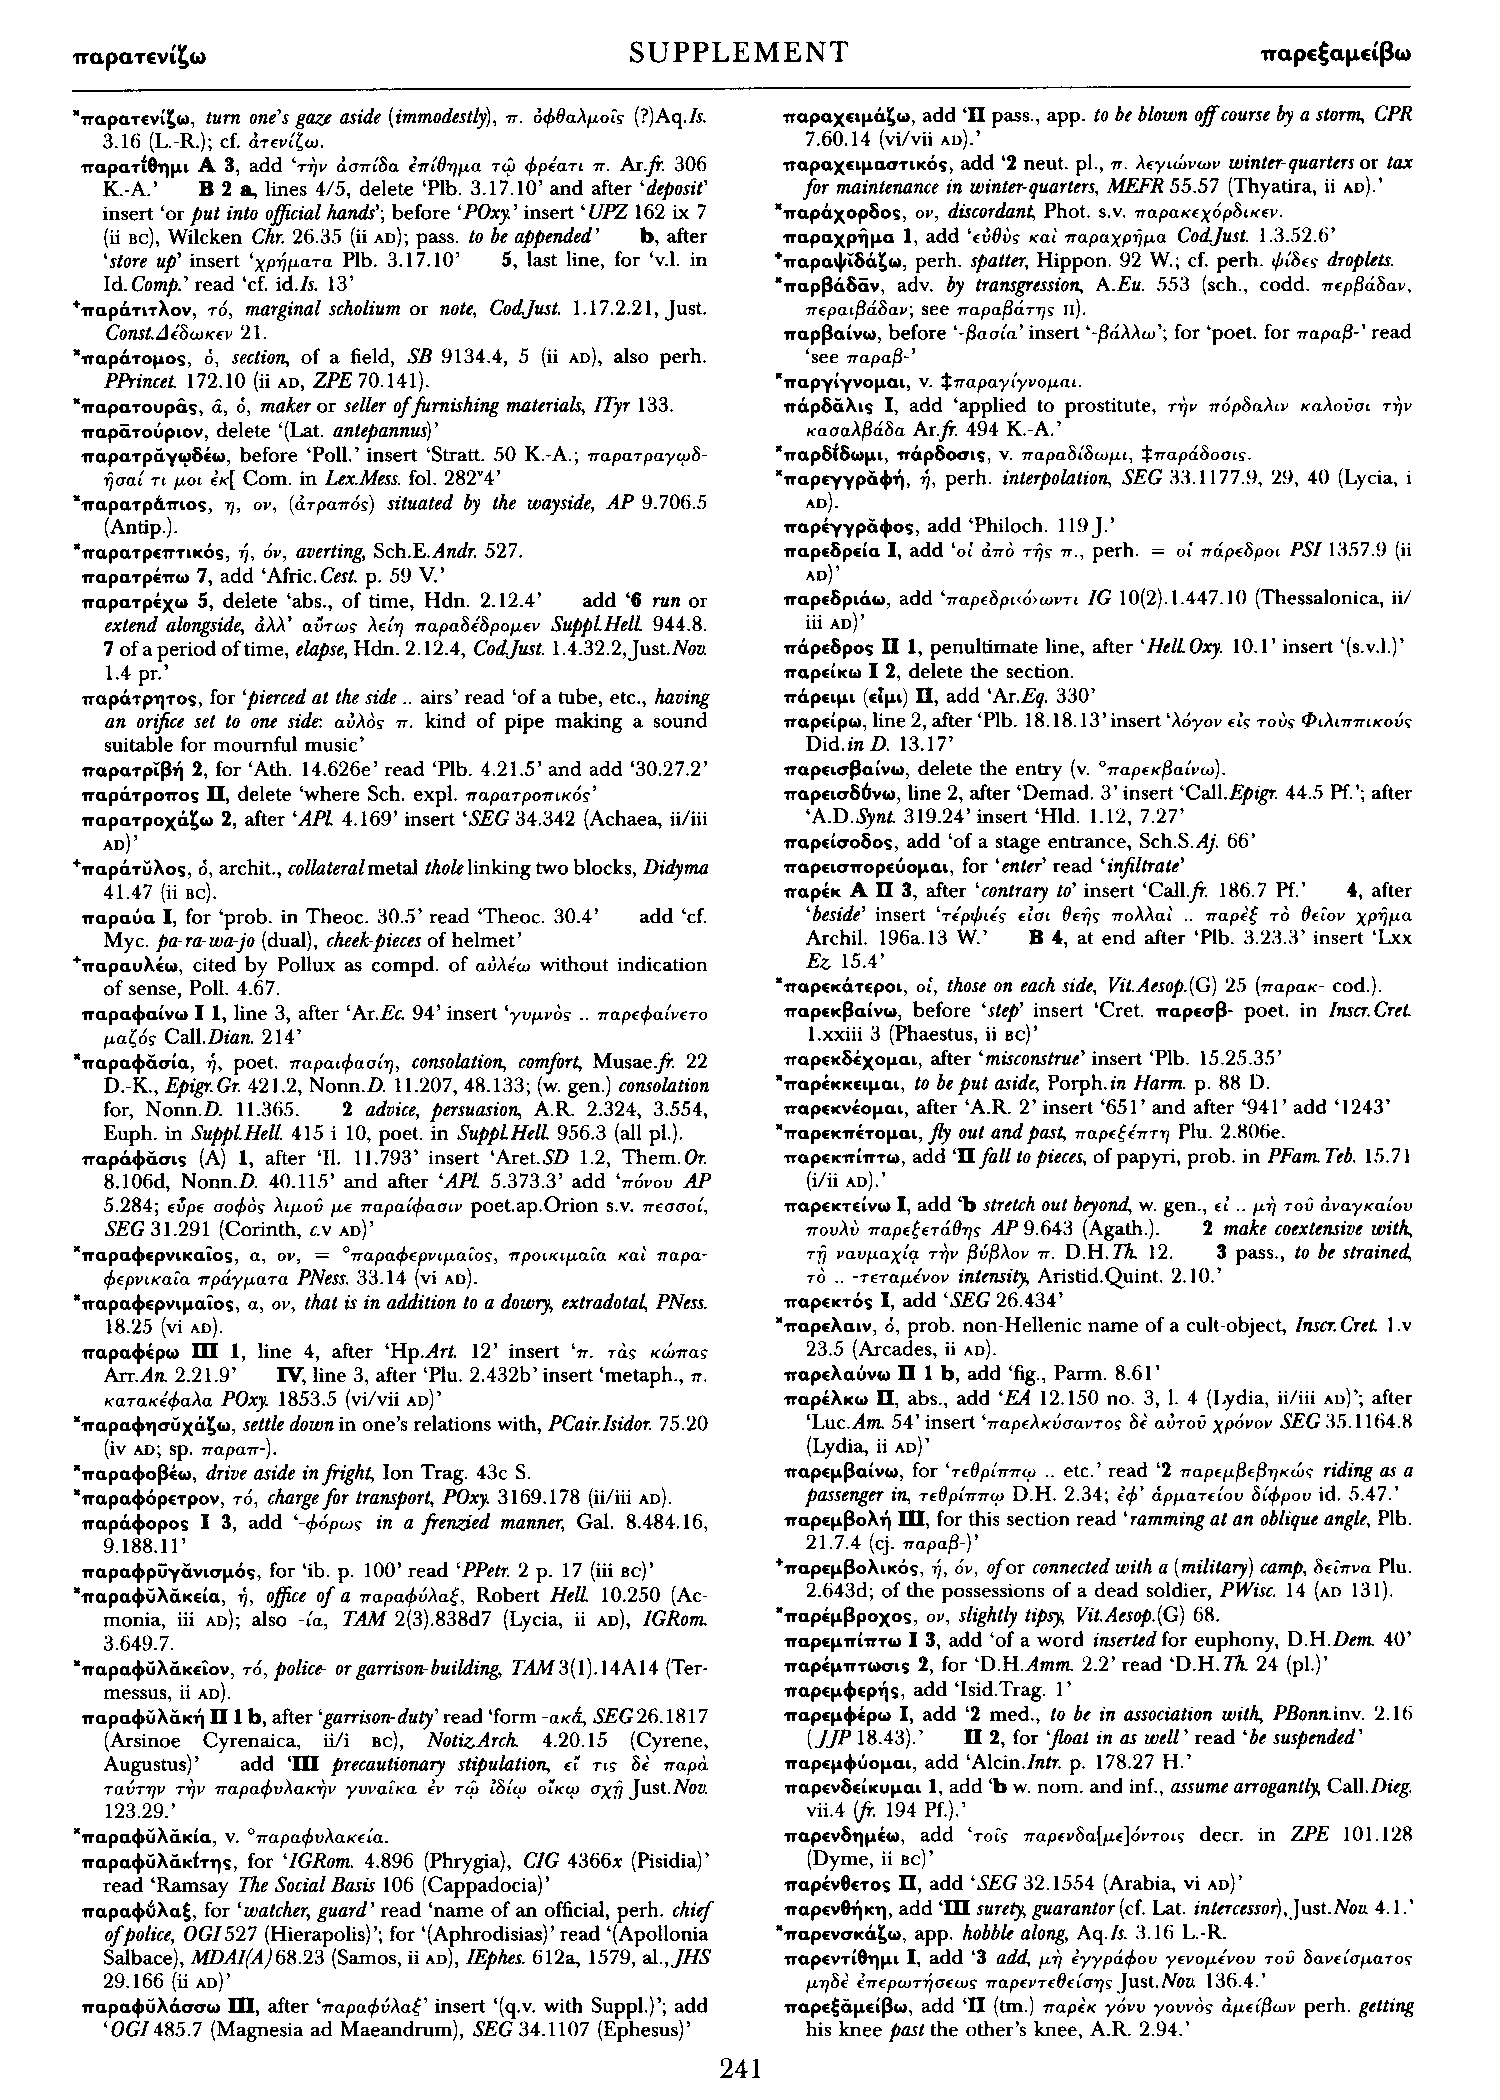 παρατενίζω SUPPLEMENT παρεξαμείβω
*παρατενίζω, turn one's gaze aside (immodestly), π. ὀφθαλμοῖς (?)Aq.Is.
3.16 (L.-R.); cf. ἀτενίζω.
παρατίθημι A 3, add ‘τὴν ἀσπίδα ἐπίθημα τῷ φρέατι π. Ar.fr. 306
K.-A.’ B 2 a, lines 4/5, delete ‘Plb. 3.17.10’ and after ‘deposit’
insert ‘or put into official hands’; before ‘POxy.’ insert ‘UPZ 162 ix 7
(ii BC), Wilcken Chr. 26.35 (ii AD); pass. to be appended’ b, after
‘store up’ insert ‘χρήματα Plb. 3.17.10’ 5, last line, for ‘v.l. in
Id.Comp.’ read ‘cf. id.Is. 13’
⁺παράτιτλον, τό, marginal scholium or note, Cod.Just. 1.17.2.21, Just.
Const.Δέδωκεν 21.
*παράτομος, ὁ, section, of a field, SB 9134.4, 5 (ii AD), also perh.
PPrincet. 172.10 (ii AD, ZPE 70.141).
*παρατουρᾶς, ᾶ, ὁ, maker or seller of furnishing materials, ITyr 133.
παρᾱτούριον, delete ‘(Lat. antepannus)’
παρατρᾰγῳδέω, before ‘Poll.’ insert ‘Stratt. 50 K.-A.; παρατραγῳδ-
ῆσαί τι μοι ἐκ[ Com. in Lex.Mess. fol. 282ᵛ4’
*παρατράπιος, η, ον, (ἀτραπός) situated by the wayside, AP 9.706.5
(Antip.).
*παρατρεπτικός, ή, όν, averting, Sch.E.Andr. 527.
παρατρέπω 7, add ‘Afric.Cest. p. 59 V.’
παρατρέχω 5, delete ‘abs., of time, Hdn. 2.12.4’ add ‘6 run or
extend alongside, ἀλλ’ αὔτως λείη παραδέδρομεν Suppl.Hell. 944.8.
7 of a period of time, elapse, Hdn. 2.12.4, Cod.Just. 1.4.32.2, Just.Nov.
1.4 pr.’
παράτρητος, for ‘pierced at the side .. airs’ read ‘of a tube, etc., having
an orifice set to one side: αὐλὸς π. kind of pipe making a sound
suitable for mournful music’
παρατρῐβή 2, for ‘Ath. 14.626e’ read ‘Plb. 4.21.5’ and add ‘30.27.2’
παράτροπος II, delete ‘where Sch. expl. παρατροπικός’
παρατροχάζω 2, after ‘APl. 4.169’ insert ‘SEG 34.342 (Achaea, ii/iii
AD)’
⁺παράτῠλος, ὁ, archit., collateral metal thole linking two blocks, Didyma
41.47 (ii BC).
παραύα I, for ‘prob. in Theoc. 30.5’ read ‘Theoc. 30.4’ add ‘cf.
Myc. pa-ra-wa-jo (dual), cheek-pieces of helmet’
⁺παραυλέω, cited by Pollux as compd. of αὐλέω without indication
of sense, Poll. 4.67.
παραφαίνω I 1, line 3, after ‘Ar.Ec. 94’ insert ‘γυμνὸς .. παρεφαίνετο
μαζός Call.Dian. 214’
*παραφᾰσία, ἡ, poet. παραιφασίη, consolation, comfort, Musae.fr. 22
D.-K., Epigr.Gr. 421.2, Nonn.D. 11.207, 48.133; (w. gen.) consolation
for, Nonn.D. 11.365. 2 advice, persuasion, A.R. 2.324, 3.554,
Euph. in Suppl.Hell. 415 i 10, poet. in Suppl.Hell. 956.3 (all pl.).
παράφᾰσις (A) 1, after ‘Il. 11.793’ insert ‘Aret.SD 1.2, Them.Or.
8.106d, Nonn.D. 40.115’ and after ‘APl. 5.373.3’ add ‘πόνου AP
5.284; εὗρε σοφὸς λιμοῦ με παραίφασιν poet.ap.Orion s.v. πεσσοί,
SEG 31.291 (Corinth, c.v AD)’
*παραφερνικαῖος, α, ον, = °παραφερνιμαῖος, προικιμαῖα καὶ παρα-
φερνικαῖα πράγματα PNess. 33.14 (vi AD).
*παραφερνιμαῖος, α, ον, that is in addition to a dowry, extradotal, PNess.
18.25 (vi AD).
παραφέρω III 1, line 4, after ‘Hp.Art. 12’ insert ‘π. τὰς κώπας
Arr.An. 2.21.9’ IV, line 3, after ‘Plu. 2.432b’ insert ‘metaph., π.
κατακέφαλα POxy. 1853.5 (vi/vii AD)’
*παραφησῠχάζω, settle down in one's relations with, PCair.Isidor. 75.20
(iv AD; sp. παραπ-).
*παραφοβέω, drive aside in fright, Ion Trag. 43c S.
*παραφόρετρον, τό, charge for transport, POxy. 3169.178 (ii/iii AD).
παράφορος I 3, add ‘-φόρως in a frenzied manner, Gal. 8.484.16,
9.188.11’
παραφρῡγᾰνισμός, for ‘ib. p. 100’ read ‘PPetr. 2 p. 17 (iii BC)’
*παραφῠλᾰκεία, ἡ, office of a παραφύλαξ, Robert Hell. 10.250 (Ac-
monia, iii AD); also -ία, TAM 2(3).838d7 (Lycia, ii AD), IGRom.
3.649.7.
*παραφῠλᾰκεῖον, τό, police- or garrison-building, TAM 3(1).14A14 (Ter-
messus, ii AD).
παραφῠλᾰκή II 1 b, after ‘garrison-duty’ read ‘form -ακά, SEG 26.1817
(Arsinoe Cyrenaica, ii/i BC), Notiz.Arch. 4.20.15 (Cyrene,
Augustus)’ add ‘III precautionary stipulation, εἴ τις δὲ παρὰ
ταύτην τὴν παραφυλακὴν γυναῖκα ἐν τῷ ἰδίῳ οἴκῳ σχῇ Just.Nov.
123.29.’
*παραφῠλᾰκία, v. °παραφυλακεία.
παραφῠλᾰκίτης, for ‘IGRom. 4.896 (Phrygia), CIG 4366x (Pisidia)’
read ‘Ramsay The Social Basis 106 (Cappadocia)’
παραφύλαξ, for ‘watcher, guard’ read ‘name of an official, perh. chief
of police, OGI 527 (Hierapolis)’; for ‘(Aphrodisias)’ read ‘(Apollonia
Salbace), MDAI(A) 68.23 (Samos, ii AD), IEphes. 612a, 1579, al., JHS
29.166 (ii AD)’
παραφῠλάσσω III, after ‘παραφύλαξ’ insert ‘(q.v. with Suppl.)’; add
‘OGI 485.7 (Magnesia ad Maeandrum), SEG 34.1107 (Ephesus)’
παραχειμάζω, add ‘II pass., app. to be blown off course by a storm, CPR
7.60.14 (vi/vii AD).’
παραχειμαστικός, add ‘2 neut. pl., π. λεγιώνων winter-quarters or tax
for maintenance in winter-quarters, MEFR 55.57 (Thyatira, ii AD).’
*παράχορδος, ον, discordant, Phot. s.v. παρακεχόρδικεν.
παραχρῆμα 1, add ‘εὐθὺς καὶ παραχρῆμα Cod.Just. 1.3.52.6’
⁺παραψῐδάζω, perh. spatter, Hippon. 92 W.; cf. perh. ψίδες droplets.
*παρβάδᾱν, adv. by transgression, A.Eu. 553 (sch., codd. περβάδαν,
περαιβάδαν; see παραβάτης II).
παρβαίνω, before ‘-βασία’ insert ‘-βάλλω’; for ‘poet. for παραβ-’ read
‘see παραβ-’
*παργίγνομαι, v. ‡παραγίγνομαι.
πάρδᾰλις I, add ‘applied to prostitute, τὴν πόρδαλιν καλοῦσι τὴν
κασαλβάδα Ar.fr. 494 K.-A.’
*παρδίδωμι, πάρδοσις, v. παραδίδωμι, ‡παράδοσις.
*παρεγγρᾰφή, ἡ, perh. interpolation, SEG 33.1177.9, 29, 40 (Lycia, i
AD).
παρέγγρᾰφος, add ‘Philoch. 119 J.’
παρεδρεία I, add ‘οἱ ἀπὸ τῆς π., perh. = οἱ πάρεδροι PSI 1357.9 (ii
AD)’
παρεδριάω, add ‘παρεδρι‹ό›ωντι IG 10(2).1.447.10 (Thessalonica, ii/
iii AD)’
πάρεδρος II 1, penultimate line, after ‘Hell.Oxy. 10.1’ insert ‘(s.v.l.)’
παρείκω I 2, delete the section.
πάρειμι (εἶμι) II, add ‘Ar.Eq. 330’
παρείρω, line 2, after ‘Plb. 18.18.13’ insert ‘λόγον εἰς τοὺς Φιλιππικούς
Did.in D. 13.17’
παρεισβαίνω, delete the entry (v. °παρεκβαίνω).
παρεισδύνω, line 2, after ‘Demad. 3’ insert ‘Call.Epigr. 44.5 Pf.’; after
‘A.D.Synt. 319.24’ insert ‘Hld. 1.12, 7.27’
παρείσοδος, add ‘of a stage entrance, Sch.S.Aj. 66’
παρεισπορεύομαι, for ‘enter’ read ‘infiltrate’
παρέκ A II 3, after ‘contrary to’ insert ‘Call.fr. 186.7 Pf.’ 4, after
‘beside’ insert ‘τέρψιές εἰσι θεῆς πολλαὶ .. παρὲξ τὸ θεῖον χρῆμα
Archil. 196a.13 W.’ B 4, at end after ‘Plb. 3.23.3’ insert ‘Lxx
Ez. 15.4’
*παρεκάτεροι, οἱ, those on each side, Vit.Aesop.(G) 25 (παρακ- cod.).
παρεκβαίνω, before ‘step’ insert ‘Cret. παρεσβ- poet. in Inscr.Cret.
1.xxiii 3 (Phaestus, ii BC)’
παρεκδέχομαι, after ‘misconstrue’ insert ‘Plb. 15.25.35’
*παρέκκειμαι, to be put aside, Porph.in Harm. p. 88 D.
παρεκνέομαι, after ‘A.R. 2’ insert ‘651’ and after ‘941’ add ‘1243’
*παρεκπέτομαι, fly out and past, παρεξέπτη Plu. 2.806e.
παρεκπίπτω, add ‘II fall to pieces, of papyri, prob. in PFam.Teb. 15.71
(i/ii AD).’
παρεκτείνω I, add ‘b stretch out beyond, w. gen., εἰ .. μὴ τοῦ ἀναγκαίου
πουλὺ παρεξετάθης AP 9.643 (Agath.). 2 make coextensive with,
τῇ ναυμαχίᾳ τὴν βύβλον π. D.H.Th. 12. 3 pass., to be strained,
τὸ .. -τεταμένον intensity, Aristid.Quint. 2.10.’
παρεκτός I, add ‘SEG 26.434’
*παρελαιν, ὁ, prob. non-Hellenic name of a cult-object, Inscr.Cret. 1.v
23.5 (Arcades, ii AD).
παρελαύνω II 1 b, add ‘fig., Parm. 8.61’
παρέλκω II, abs., add ‘EA 12.150 no. 3, l. 4 (Lydia, ii/iii AD)’; after
‘Luc.Am. 54’ insert ‘παρελκύσαντος δὲ αὐτοῦ χρόνον SEG 35.1164.8
(Lydia, ii AD)’
παρεμβαίνω, for ‘τεθρίππῳ .. etc.’ read ‘2 παρεμβεβηκώς riding as a
passenger in, τεθρίππῳ D.H. 2.34; ἐφ’ ἁρματείου δίφρου id. 5.47.’
παρεμβολή III, for this section read ‘ramming at an oblique angle, Plb.
21.7.4 (cj. παραβ-)’
⁺παρεμβολικός, ή, όν, of or connected with a (military) camp, δεῖπνα Plu.
2.643d; of the possessions of a dead soldier, PWisc. 14 (AD 131).
*παρέμβροχος, ον, slightly tipsy, Vit.Aesop.(G) 68.
παρεμπίπτω I 3, add ‘of a word inserted for euphony, D.H.Dem. 40’
παρέμπτωσις 2, for ‘D.H.Amm. 2.2’ read ‘D.H.Th. 24 (pl.)’
παρεμφερής, add ‘Isid.Trag. 1’
παρεμφέρω I, add ‘2 med., to be in association with, PBonn.inv. 2.16
(JJP 18.43).’ II 2, for ‘float in as well’ read ‘be suspended’
παρεμφύομαι, add ‘Alcin.Intr. p. 178.27 H.’
παρενδείκυμαι 1, add ‘b w. nom. and inf., assume arrogantly, Call.Dieg.
vii.4 (fr. 194 Pf.).’
παρενδημέω, add ‘τοῖς παρενδα[με]όντοις decr. in ZPE 101.128
(Dyme, ii BC)’
παρένθετος II, add ‘SEG 32.1554 (Arabia, vi AD)’
παρενθήκη, add ‘III surety, guarantor (cf. Lat. intercessor), Just.Nov. 4.1.’
*παρενσκάζω, app. hobble along, Aq.Is. 3.16 L.-R.
παρεντίθημι I, add ‘3 add, μὴ ἐγγράφου γενομένου τοῦ δανείσματος
μηδὲ ἐπερωτήσεως παρεντεθείσης Just.Nov. 136.4.’
παρεξᾰμείβω, add ‘II (tm.) παρὲκ γόνυ γουνὸς ἀμείβων perh. getting
his knee past the other's knee, A.R. 2.94.’
241